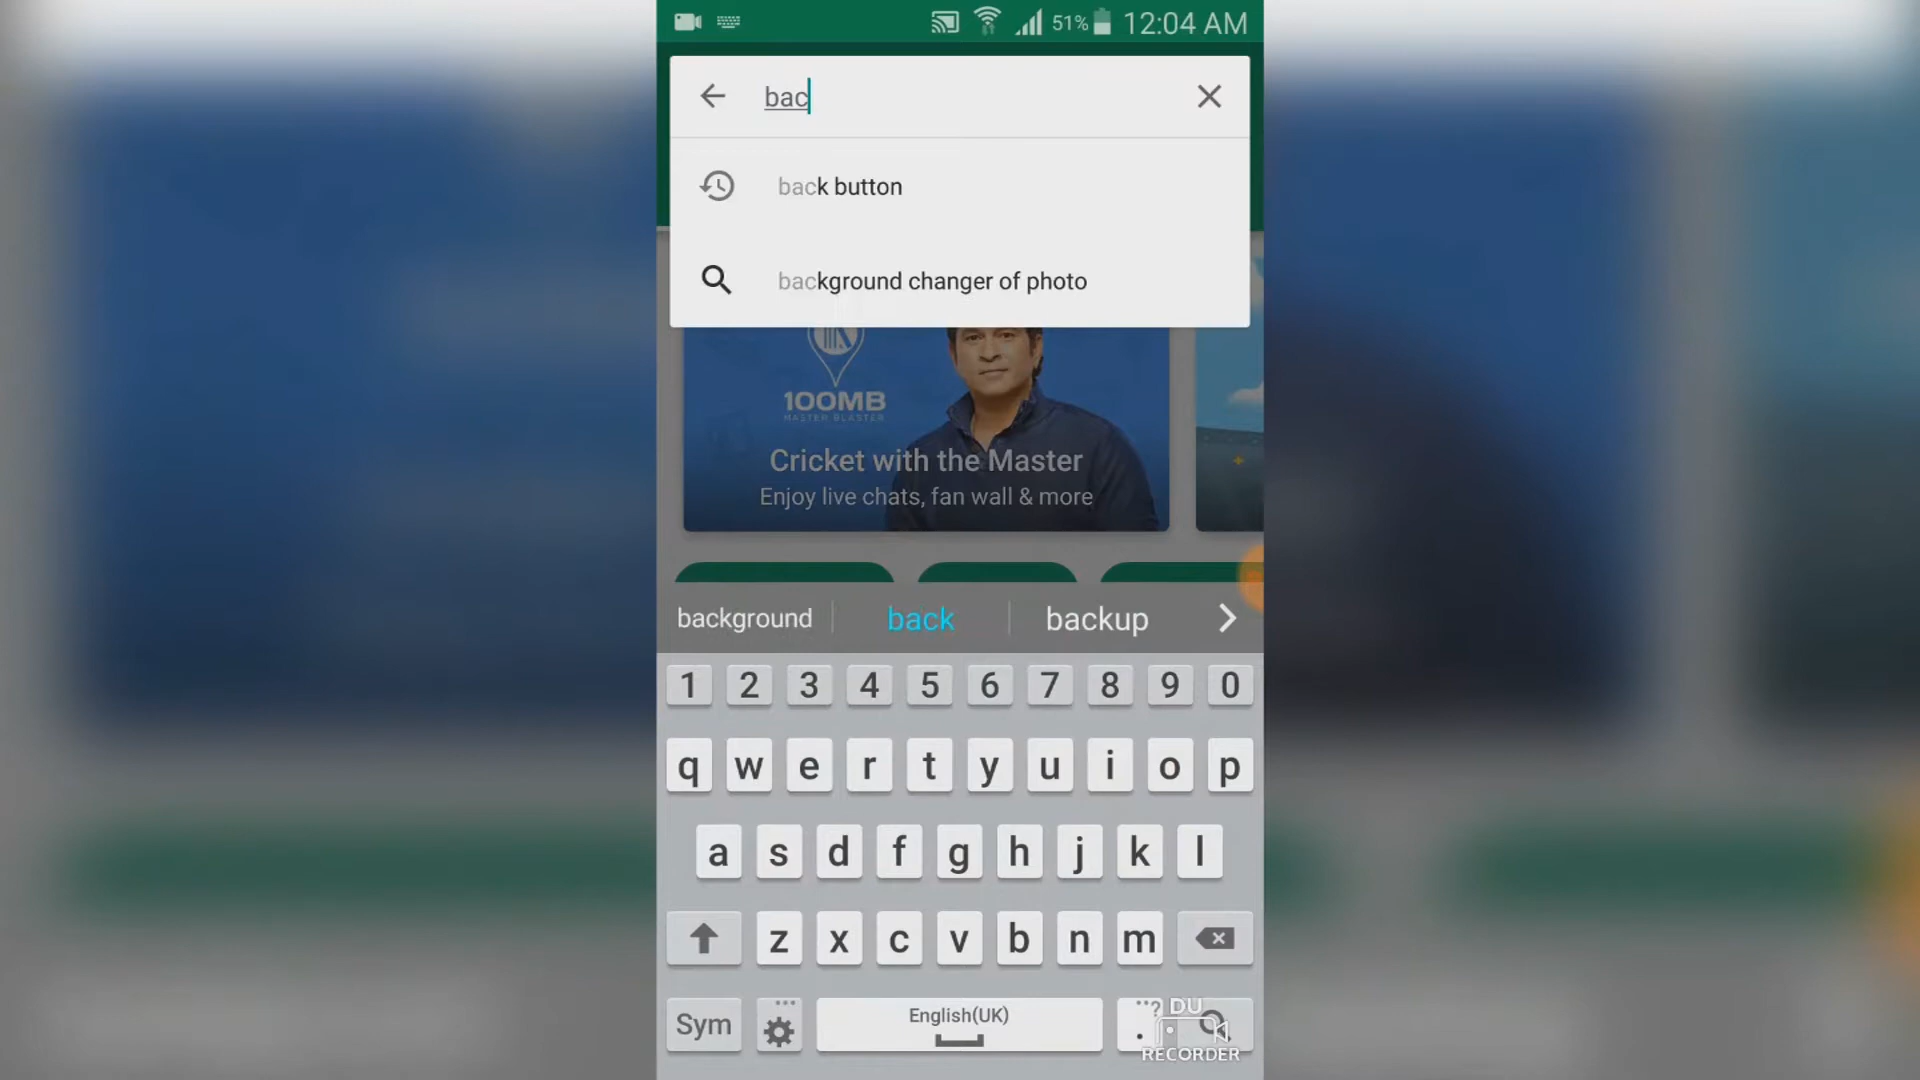 51% 12:04 AM
bac
back button
background changer of photo
100MB
MASTER BLASTER
Cricket with the Master
Enjoy live chats, fan wall & more
background back backup
1 2 3 4 5 6 7 8 9 0
q w e r t y u i o p
a s d f g h j k l
z x c v b n m
Sym English(UK) . ?
DU
RECORDER